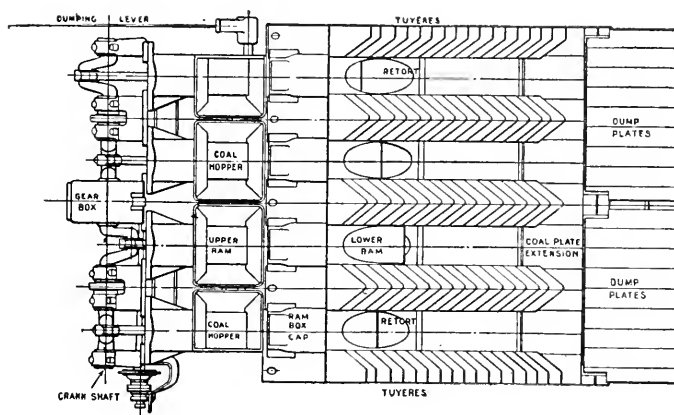 DUMPING LEVER
TUYERES
RETORT
DUMP
PLATES
COAL
HOPPER
GEAR
BOX
UPPER
RAM
LOWER
RAM
COAL PLATE
EXTENSION
DUMP
PLATES
COAL
HOPPER
RAM
BOX
CAP
RETORT
CRANK SHAFT
TUYERES